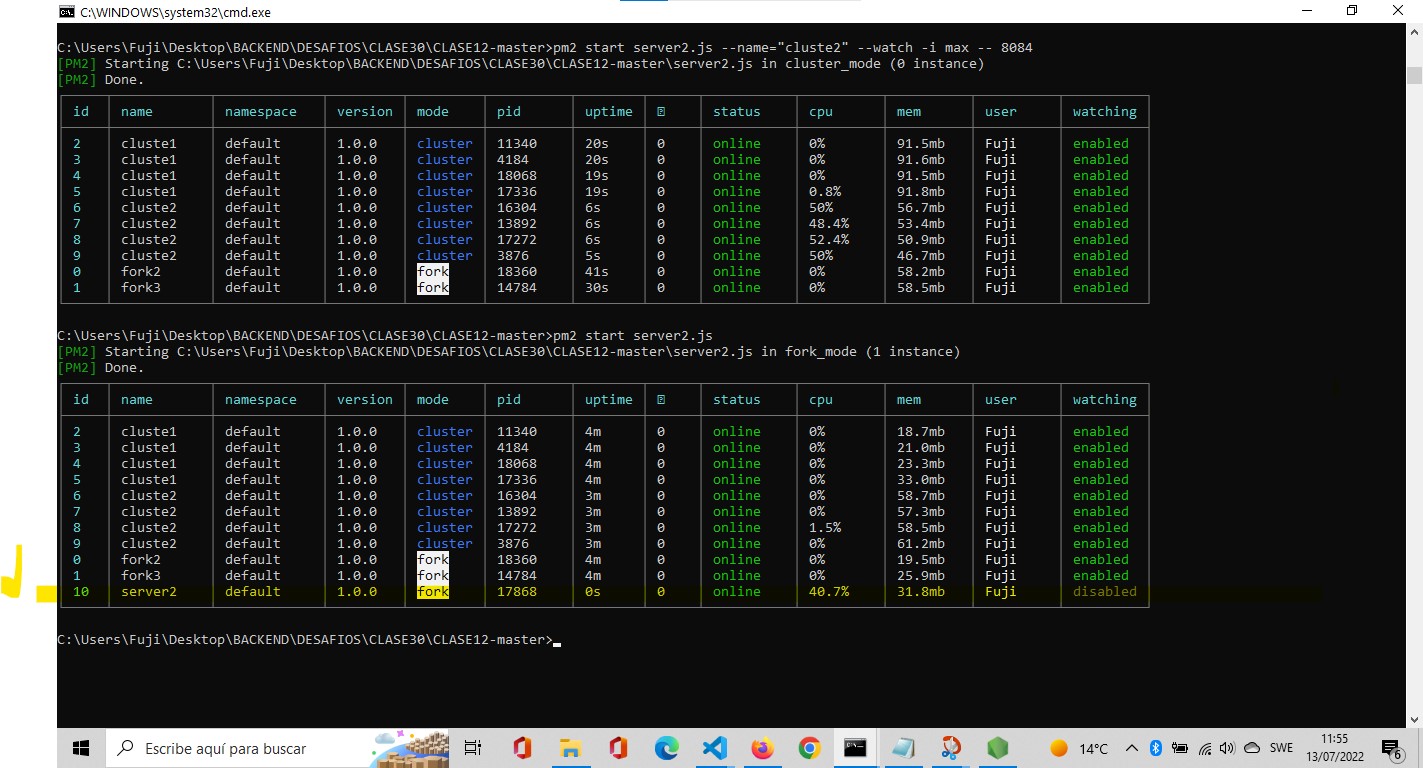 C:\WINDOWS\system32\cmd.exe
C:\Users\Fuji\Desktop\BACKEND\DESAFIOS\CLASE30\CLASE12-master>pm2 start server2.js --name="cluste2" --watch -i max -- 8084
[PM2] Starting C:\Users\Fuji\Desktop\BACKEND\DESAFIOS\CLASE30\CLASE12-master\server2.js in cluster_mode (0 instance)
[PM2] Done.
id name namespace version mode pid uptime status cpu mem user watching
2 cluste1 default 1.0.0 cluster 11340 20s 0 online 0% 91.5mb Fuji enabled
3 cluste1 default 1.0.0 cluster 4184 20s 0 online 0% 91.6mb Fuji enabled
4 cluste1 default 1.0.0 cluster 18068 19s 0 online 0% 91.5mb Fuji enabled
5 cluste1 default 1.0.0 cluster 17336 19s 0 online 0.8% 91.8mb Fuji enabled
6 cluste2 default 1.0.0 cluster 16304 6s 0 online 50% 56.7mb Fuji enabled
7 cluste2 default 1.0.0 cluster 13892 6s 0 online 48.4% 53.4mb Fuji enabled
8 cluste2 default 1.0.0 cluster 17272 6s 0 online 52.4% 50.9mb Fuji enabled
9 cluste2 default 1.0.0 cluster 3876 5s 0 online 50% 46.7mb Fuji enabled
0 fork2 default 1.0.0 fork 18360 41s 0 online 0% 58.2mb Fuji enabled
1 fork3 default 1.0.0 fork 14784 30s 0 online 0% 58.5mb Fuji enabled
C:\Users\Fuji\Desktop\BACKEND\DESAFIOS\CLASE30\CLASE12-master>pm2 start server2.js
[PM2] Starting C:\Users\Fuji\Desktop\BACKEND\DESAFIOS\CLASE30\CLASE12-master\server2.js in fork_mode (1 instance)
[PM2] Done.
id name namespace version mode pid uptime status cpu mem user watching
2 cluste1 default 1.0.0 cluster 11340 4m 0 online 0% 18.7mb Fuji enabled
3 cluste1 default 1.0.0 cluster 4184 4m 0 online 0% 21.0mb Fuji enabled
4 cluste1 default 1.0.0 cluster 18068 4m 0 online 0% 23.3mb Fuji enabled
5 cluste1 default 1.0.0 cluster 17336 4m 0 online 0% 33.0mb Fuji enabled
6 cluste2 default 1.0.0 cluster 16304 3m 0 online 0% 58.7mb Fuji enabled
7 cluste2 default 1.0.0 cluster 13892 3m 0 online 0% 57.3mb Fuji enabled
8 cluste2 default 1.0.0 cluster 17272 3m 0 online 1.5% 58.5mb Fuji enabled
9 cluste2 default 1.0.0 cluster 3876 3m 0 online 0% 61.2mb Fuji enabled
0 fork2 default 1.0.0 fork 18360 4m 0 online 0% 19.5mb Fuji enabled
1 fork3 default 1.0.0 fork 14784 4m 0 online 0% 25.9mb Fuji enabled
10 server2 default 1.0.0 fork 17868 0s 0 online 40.7% 31.8mb Fuji disabled
C:\Users\Fuji\Desktop\BACKEND\DESAFIOS\CLASE30\CLASE12-master>
Escribe aquí para buscar
14°C
SWE
11:55
13/07/2022
6